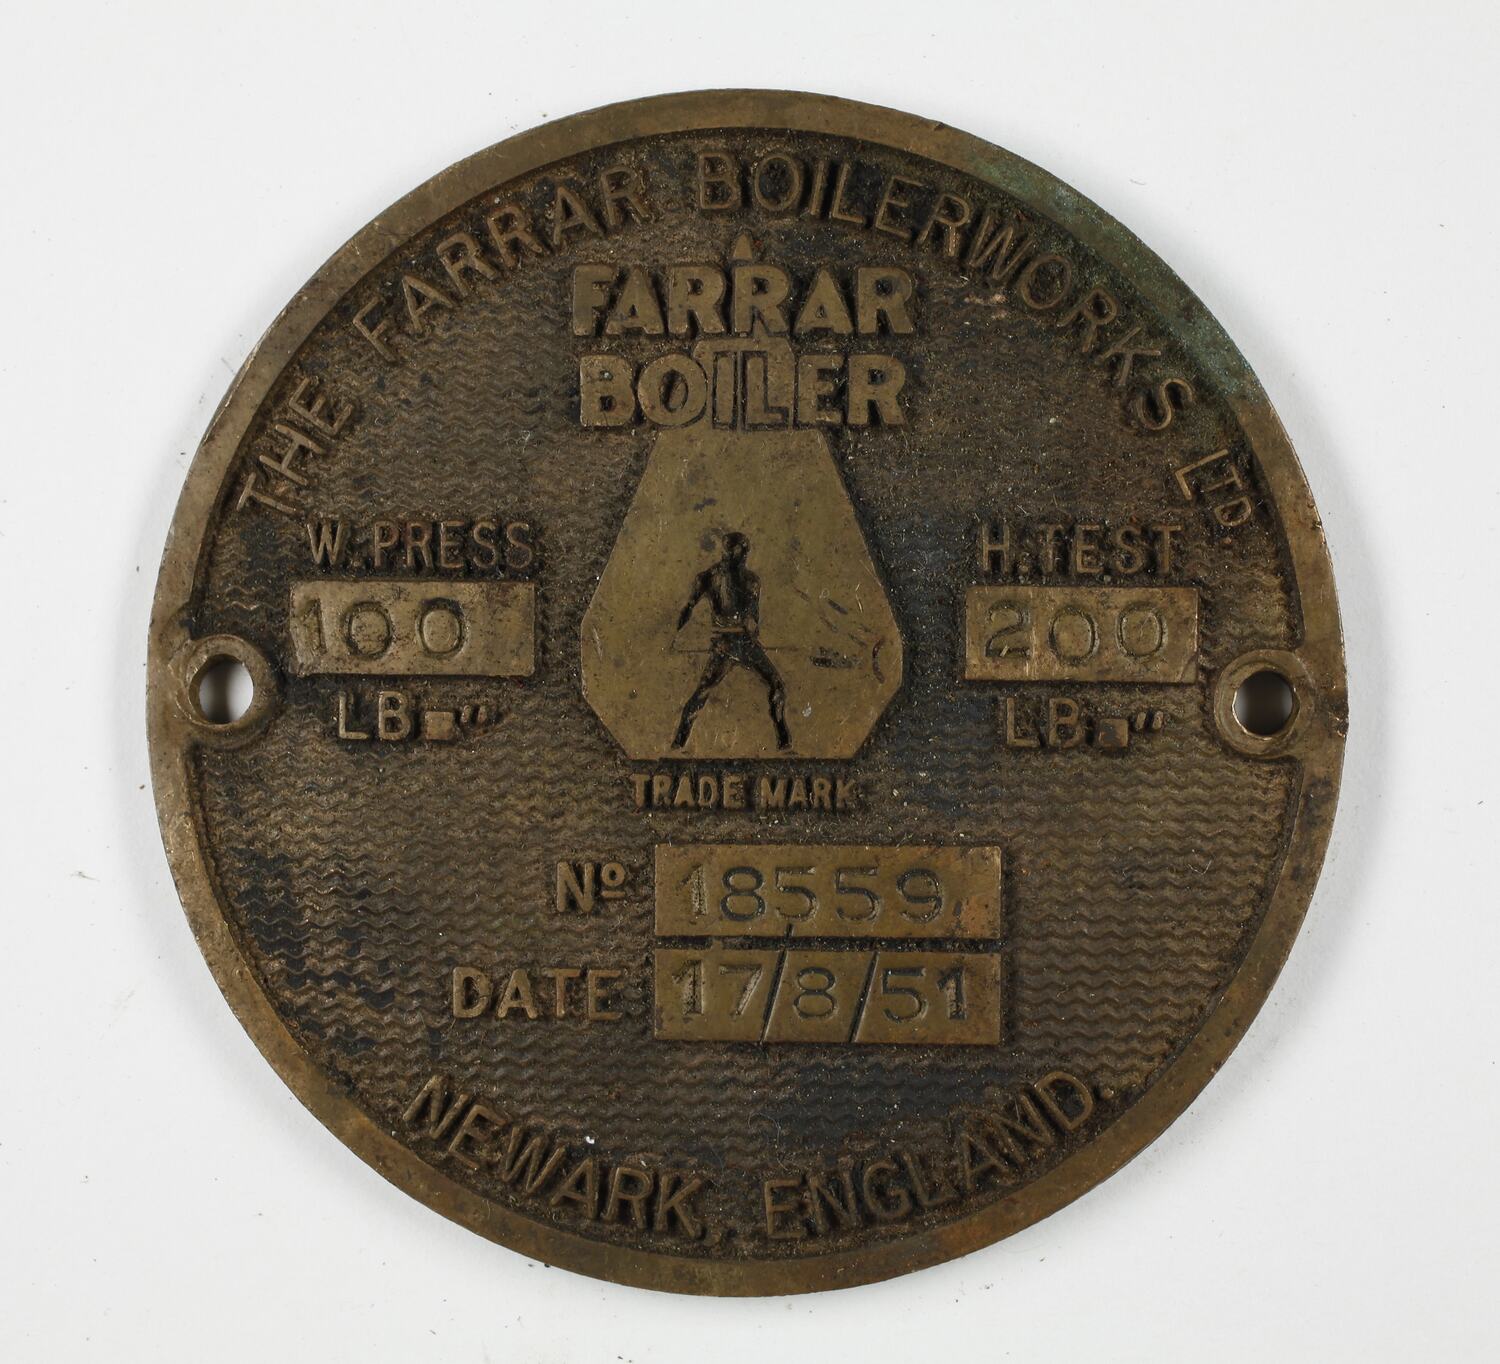 THE FARRAR BOILERWORKS LTD.
FARRAR
BOILER
W. PRESS
100
LB □"
H. TEST
200
LB □"
TRADE MARK
Nº 18559
DATE 17/8/51
NEWARK, ENGLAND.